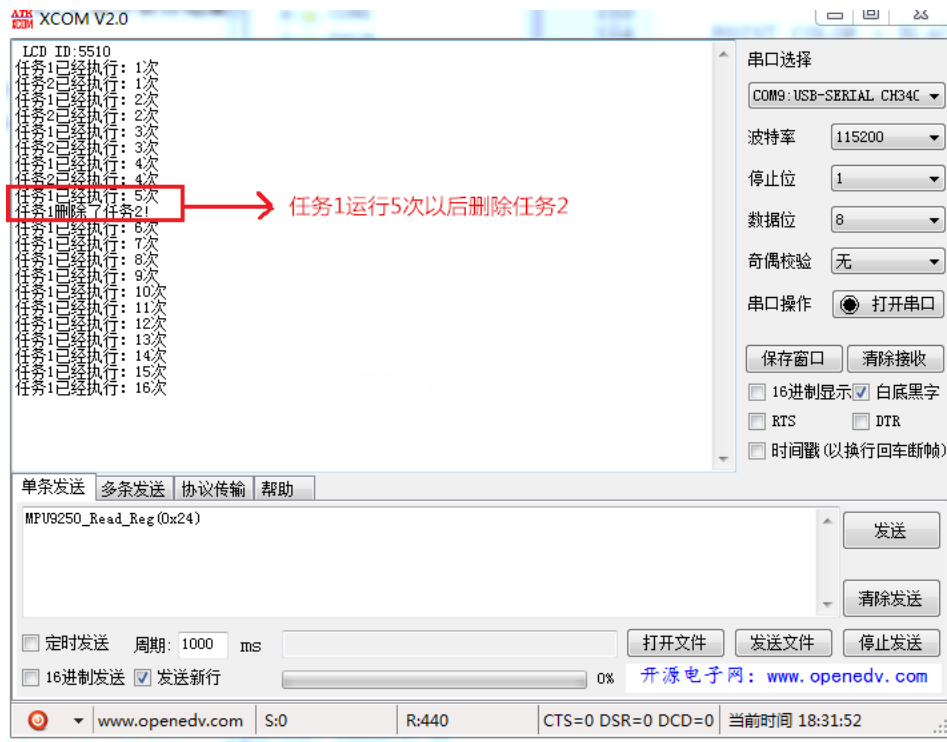 XCOM V2.0
LCD ID:5510
任务1已经执行: 1次
任务2已经执行: 1次
任务1已经执行: 2次
任务2已经执行: 2次
任务1已经执行: 3次
任务2已经执行: 3次
任务1已经执行: 4次
任务2已经执行: 4次
任务1已经执行: 5次
任务1删除了任务2!
任务1运行5次以后删除任务2
任务1已经执行: 6次
任务1已经执行: 7次
任务1已经执行: 8次
任务1已经执行: 9次
任务1已经执行: 10次
任务1已经执行: 11次
任务1已经执行: 12次
任务1已经执行: 13次
任务1已经执行: 14次
任务1已经执行: 15次
任务1已经执行: 16次
串口选择
COM9:USB-SERIAL CH340
波特率 115200
停止位 1
数据位 8
奇偶校验 无
串口操作 打开串口
保存窗口 清除接收
16进制显示 白底黑字
RTS DTR
时间戳(以换行回车断帧)
单条发送 多条发送 协议传输 帮助
MPU9250_Read_Reg(0x24)
发送
清除发送
定时发送 周期: 1000 ms 打开文件 发送文件 停止发送
16进制发送 发送新行 0% 开源电子网: www.openedv.com
www.openedv.com S:0 R:440 CTS=0 DSR=0 DCD=0 当前时间 18:31:52